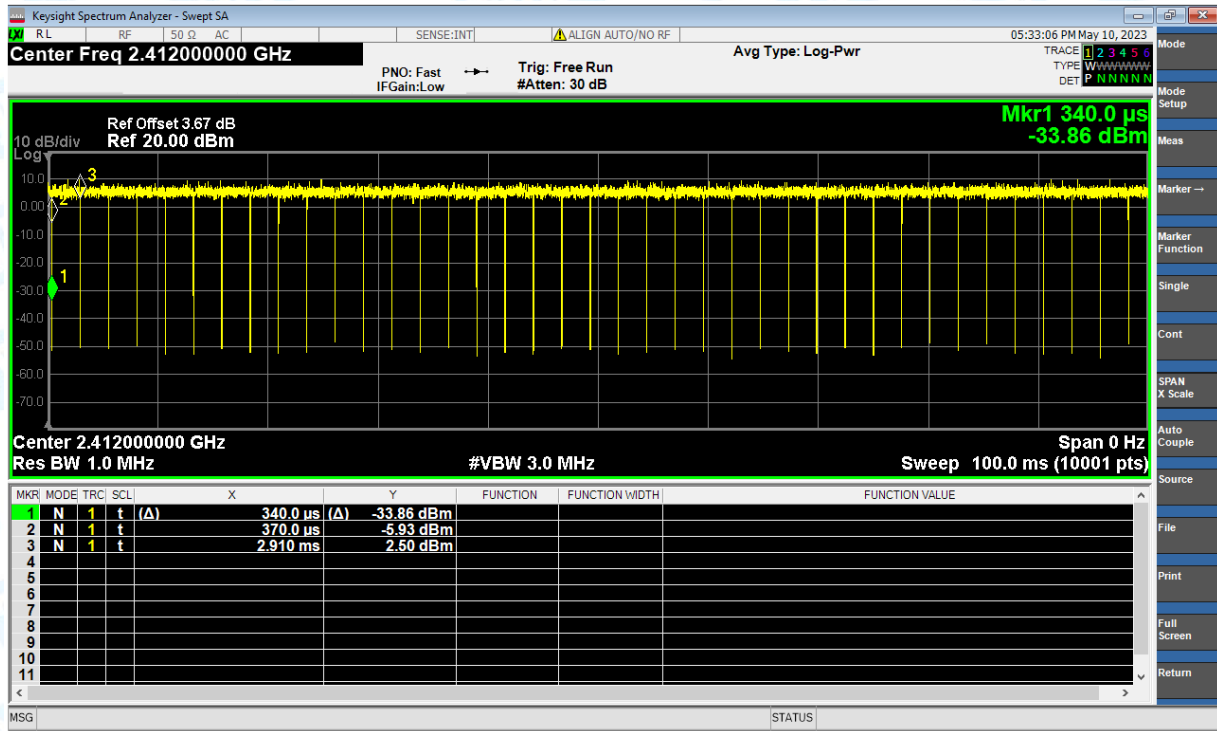 Keysight Spectrum Analyzer - Swept SA
LXI RL RF 50 Ω AC SENSE:INT ALIGN AUTO/NO RF 05:33:06 PM May 10, 2023
Center Freq 2.412000000 GHz
Avg Type: Log-Pwr
TRACE 1 2 3 4 5 6
PNO: Fast
Trig: Free Run
TYPE WWWWWW
IFGain:Low
#Atten: 30 dB
DET P N N N N N
Mkr1 340.0 µs
-33.86 dBm
Ref Offset 3.67 dB
10 dB/div Ref 20.00 dBm
Log
10.0
0.00
-10.0
-20.0
-30.0
-40.0
-50.0
-60.0
-70.0
3
2
1
Center 2.412000000 GHz Span 0 Hz
Res BW 1.0 MHz #VBW 3.0 MHz Sweep 100.0 ms (10001 pts)
MKR MODE TRC SCL X Y FUNCTION FUNCTION WIDTH FUNCTION VALUE
1 N 1 t (Δ) 340.0 µs (Δ) -33.86 dBm
2 N 1 t 370.0 µs -5.93 dBm
3 N 1 t 2.910 ms 2.50 dBm
4
5
6
7
8
9
10
11
MSG STATUS
Mode
Mode
Setup
Meas
Marker →
Marker
Function
Single
Cont
SPAN
X Scale
Auto
Couple
Source
File
Print
Full
Screen
Return